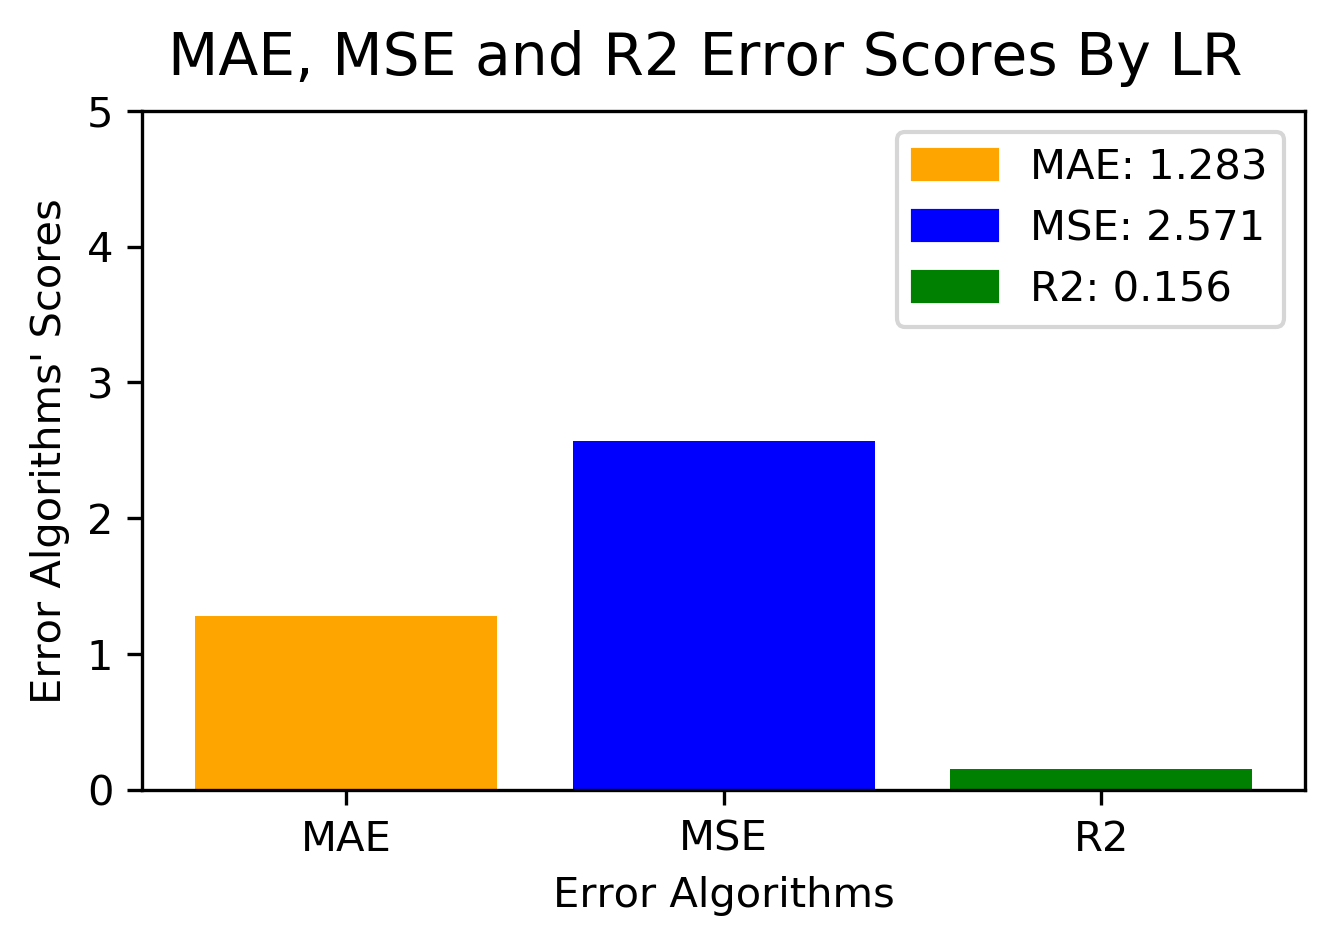 MAE, MSE and R2 Error Scores By LR
5
4
3
2
1
0
Error Algorithms' Scores
MAE: 1.283
MSE: 2.571
R2: 0.156
MAE
MSE
R2
Error Algorithms